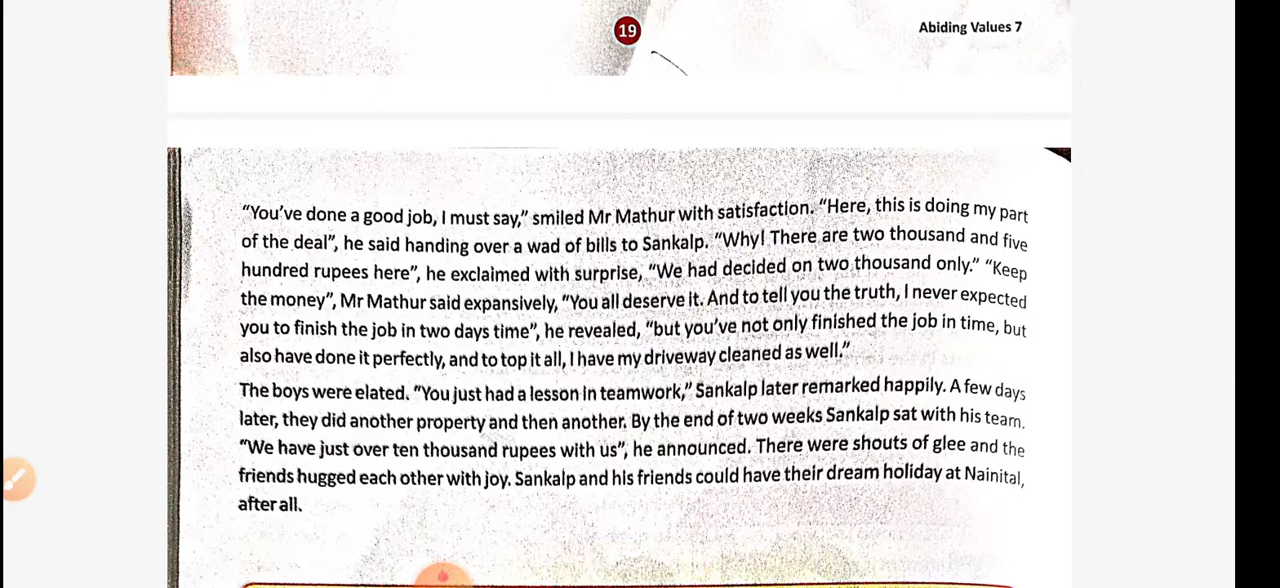 19
Abiding Values 7
“You’ve done a good job, I must say,” smiled Mr Mathur with satisfaction. “Here, this is doing my part
of the deal”, he said handing over a wad of bills to Sankalp. “Why! There are two thousand and five
hundred rupees here”, he exclaimed with surprise, “We had decided on two thousand only.” “Keep
the money”, Mr Mathur said expansively, “You all deserve it. And to tell you the truth, I never expected
you to finish the job in two days time”, he revealed, “but you’ve not only finished the job in time, but
also have done it perfectly, and to top it all, I have my driveway cleaned as well.”
The boys were elated. “You just had a lesson in teamwork,” Sankalp later remarked happily. A few days
later, they did another property and then another. By the end of two weeks Sankalp sat with his team.
“We have just over ten thousand rupees with us”, he announced. There were shouts of glee and the
friends hugged each other with joy. Sankalp and his friends could have their dream holiday at Nainital,
after all.